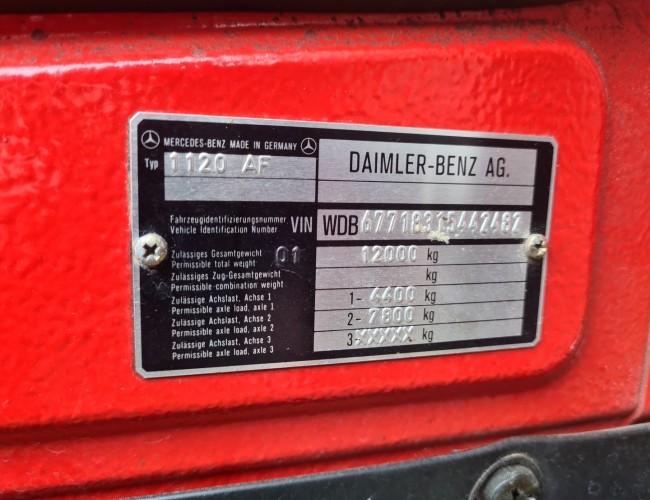 MERCEDES-BENZ MADE IN GERMANY
Typ 1120 AF
DAIMLER-BENZ AG.
Fahrzeugidentifizierungsnummer
Vehicle Identification Number VIN WDB67718315442482
Zulässiges Gesamtgewicht 01 12000 kg
Permissible total weight
Zulässiges Zug-Gesamtgewicht kg
Permissible-combination weight
Zulässige Achslast, Achse 1 1- 4400 kg
Permissible axle load, axle 1
Zulässige Achslast, Achse 2 2- 7800 kg
Permissible axle load, axle 2
Zulässige Achslast, Achse 3 3- XXXXX kg
Permissible axle load, axle 3